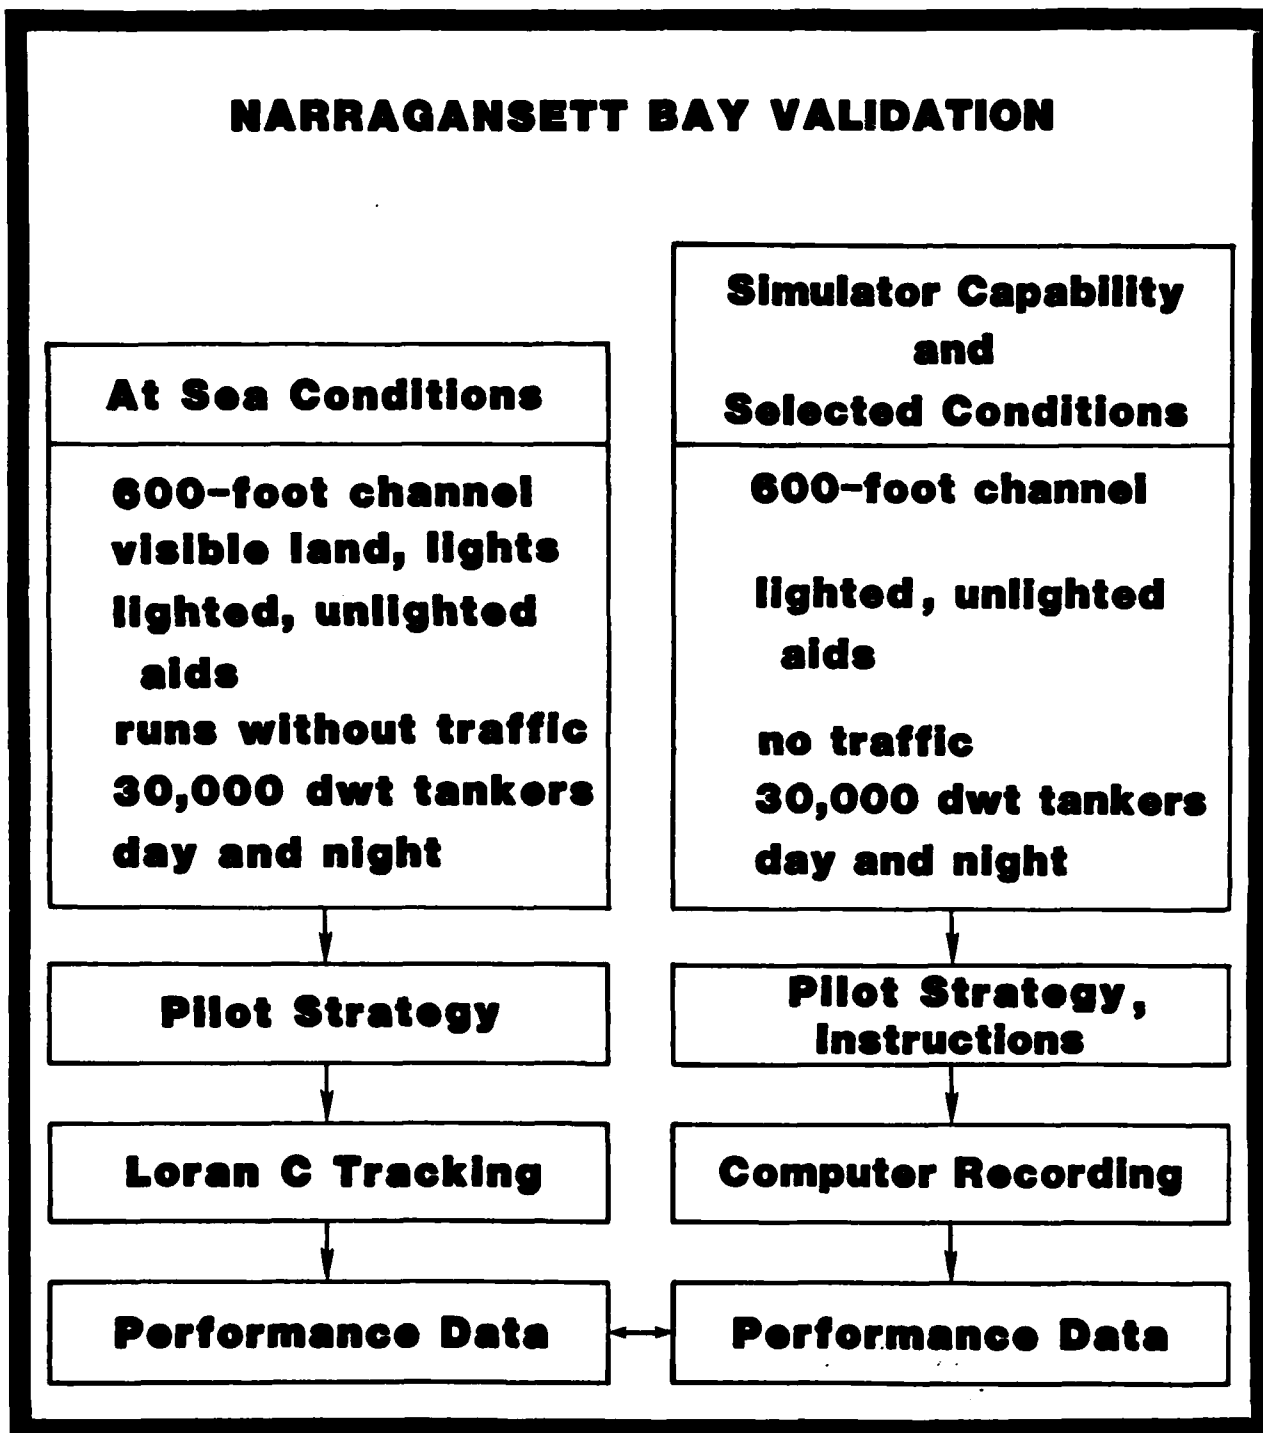 NARRAGANSETT BAY VALIDATION
At Sea Conditions
600-foot channel
visible land, lights
lighted, unlighted
aids
runs without traffic
30,000 dwt tankers
day and night
Pilot Strategy
Loran C Tracking
Performance Data
Simulator Capability
and
Selected Conditions
600-foot channel
lighted, unlighted
aids
no traffic
30,000 dwt tankers
day and night
Pilot Strategy,
Instructions
Computer Recording
Performance Data